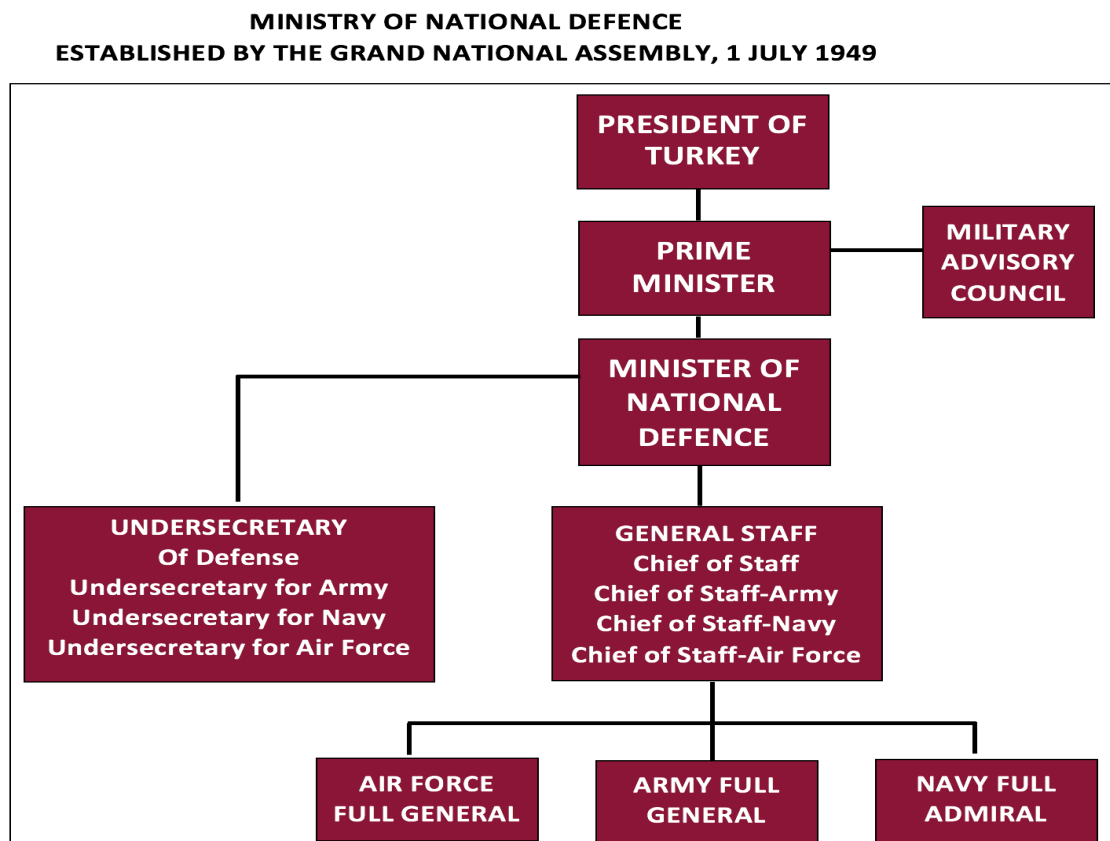 MINISTRY OF NATIONAL DEFENCE
ESTABLISHED BY THE GRAND NATIONAL ASSEMBLY, 1 JULY 1949
PRESIDENT OF
TURKEY
PRIME
MINISTER
MILITARY
ADVISORY
COUNCIL
MINISTER OF
NATIONAL
DEFENCE
UNDERSECRETARY
Of Defense
Undersecretary for Army
Undersecretary for Navy
Undersecretary for Air Force
GENERAL STAFF
Chief of Staff
Chief of Staff-Army
Chief of Staff-Navy
Chief of Staff-Air Force
AIR FORCE
FULL GENERAL
ARMY FULL
GENERAL
NAVY FULL
ADMIRAL